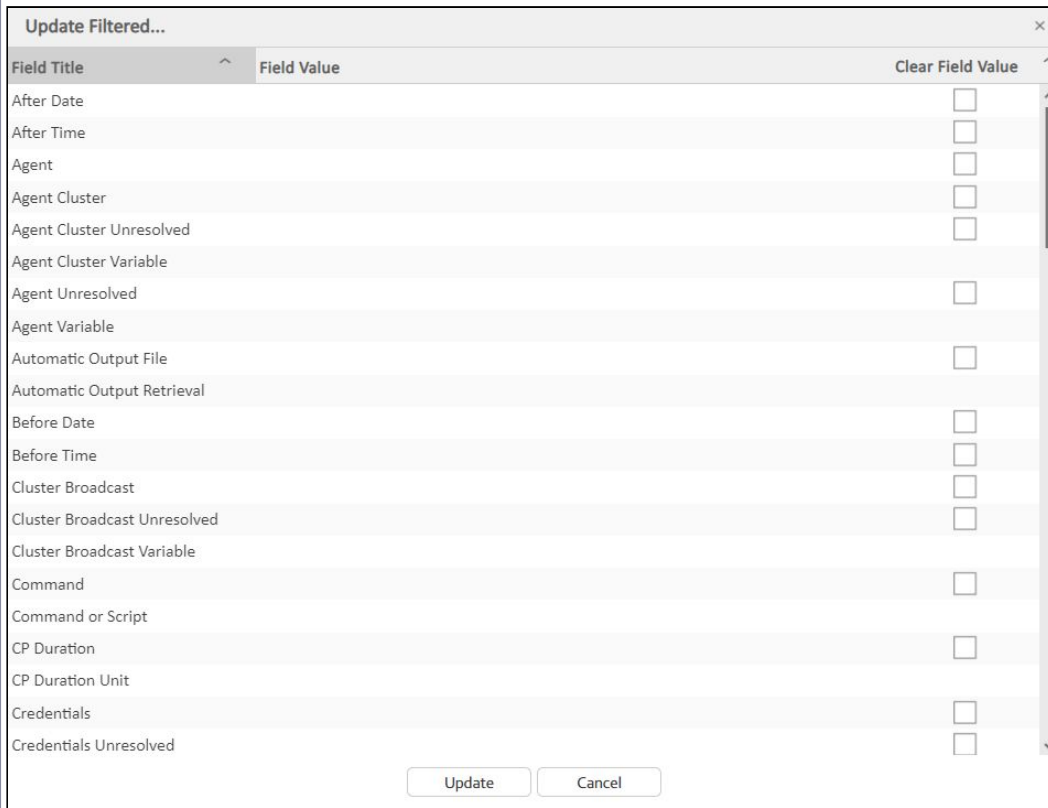 Update Filtered...
Field Title Field Value Clear Field Value
After Date
After Time
Agent
Agent Cluster
Agent Cluster Unresolved
Agent Cluster Variable
Agent Unresolved
Agent Variable
Automatic Output File
Automatic Output Retrieval
Before Date
Before Time
Cluster Broadcast
Cluster Broadcast Unresolved
Cluster Broadcast Variable
Command
Command or Script
CP Duration
CP Duration Unit
Credentials
Credentials Unresolved
Update Cancel